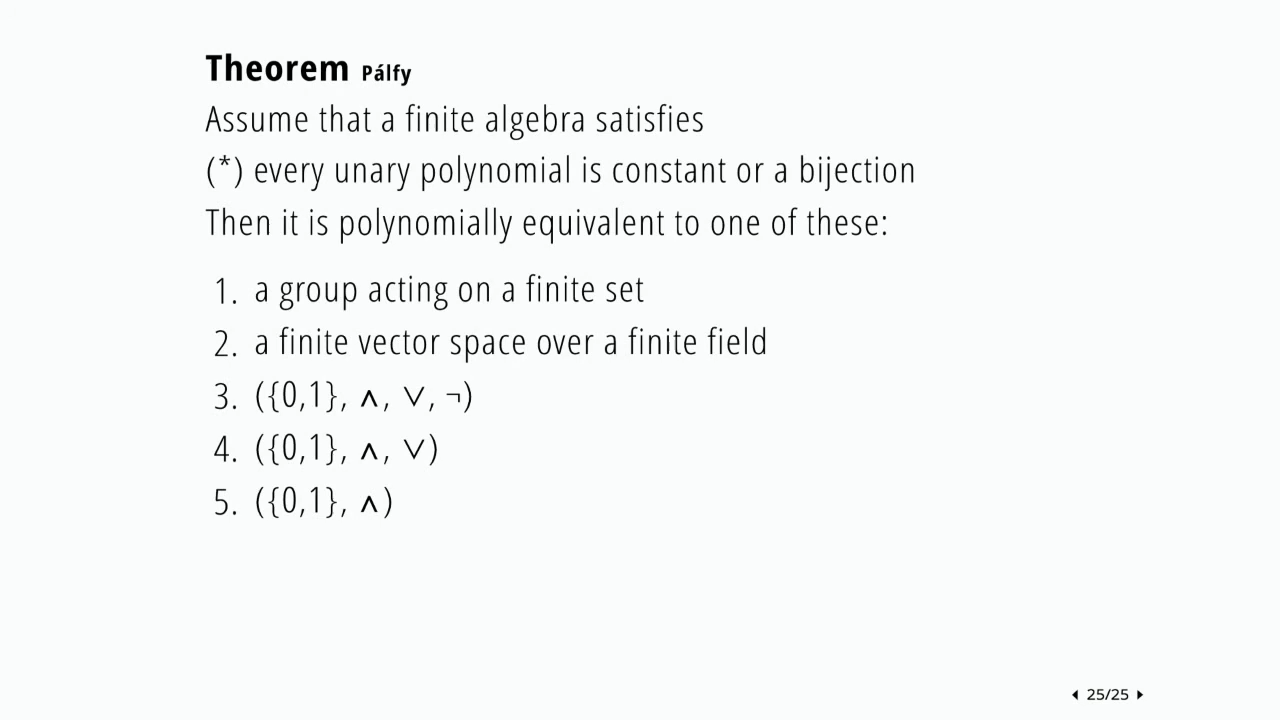 Theorem Pálfy
Assume that a finite algebra satisfies
(*) every unary polynomial is constant or a bijection
Then it is polynomially equivalent to one of these:
1. a group acting on a finite set
2. a finite vector space over a finite field
3. ({0,1}, ∧, ∨, ¬)
4. ({0,1}, ∧, ∨)
5. ({0,1}, ∧)
25/25